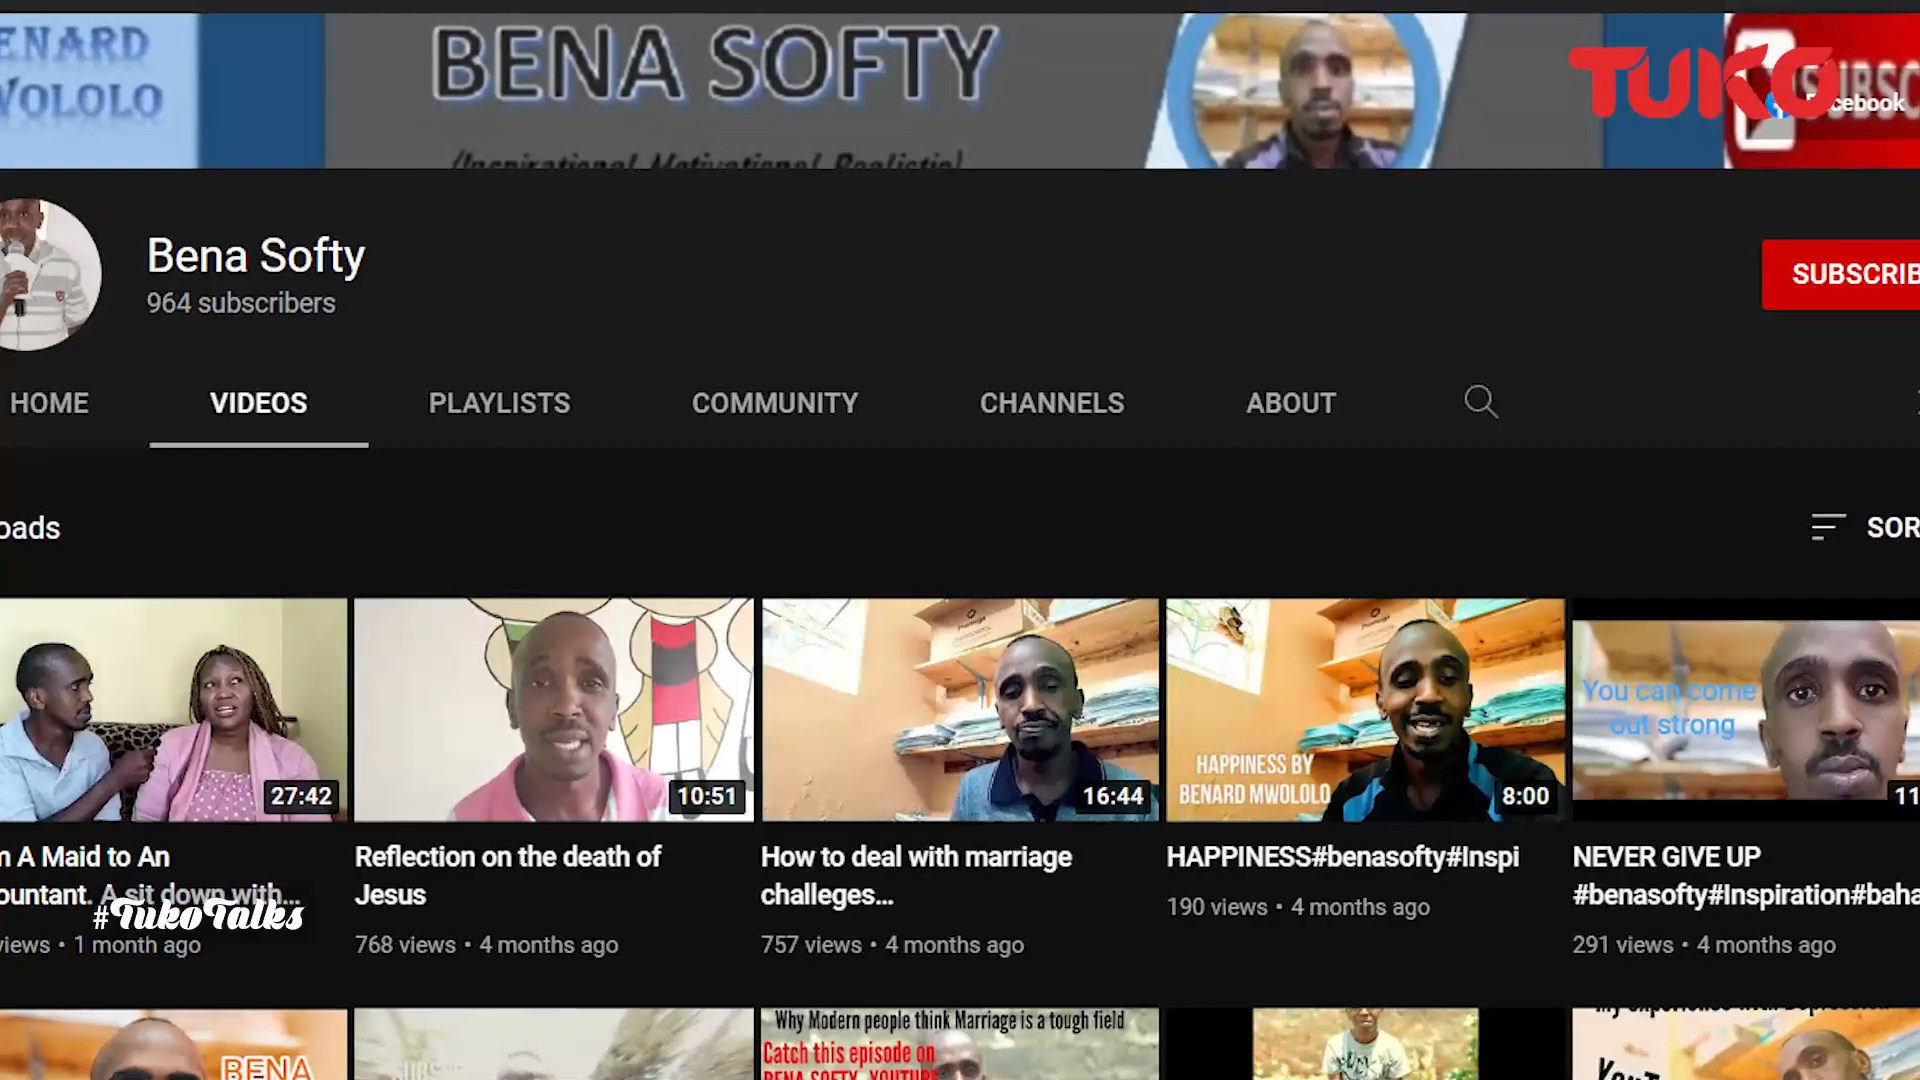 BENA SOFTY
TUKO
Facebook
Bena Softy
964 subscribers
SUBSCRIB
HOME
VIDEOS
PLAYLISTS
COMMUNITY
CHANNELS
ABOUT
SOR
27:42
10:51
16:44
HAPPINESS BY
BENARD MWOLOLO
8:00
You can come
out strong
11
A Maid to An
A sit down with...
views • 1 month ago
#TukoTalks
Reflection on the death of
Jesus
768 views • 4 months ago
How to deal with marriage
challeges...
757 views • 4 months ago
HAPPINESS#benasofty#Inspi
190 views • 4 months ago
NEVER GIVE UP
#benasofty#Inspiration#baha
291 views • 4 months ago
BENA
Why Modern people think Marriage is a tough field
Catch this episode on
BENA SOFTY YOUTUBE